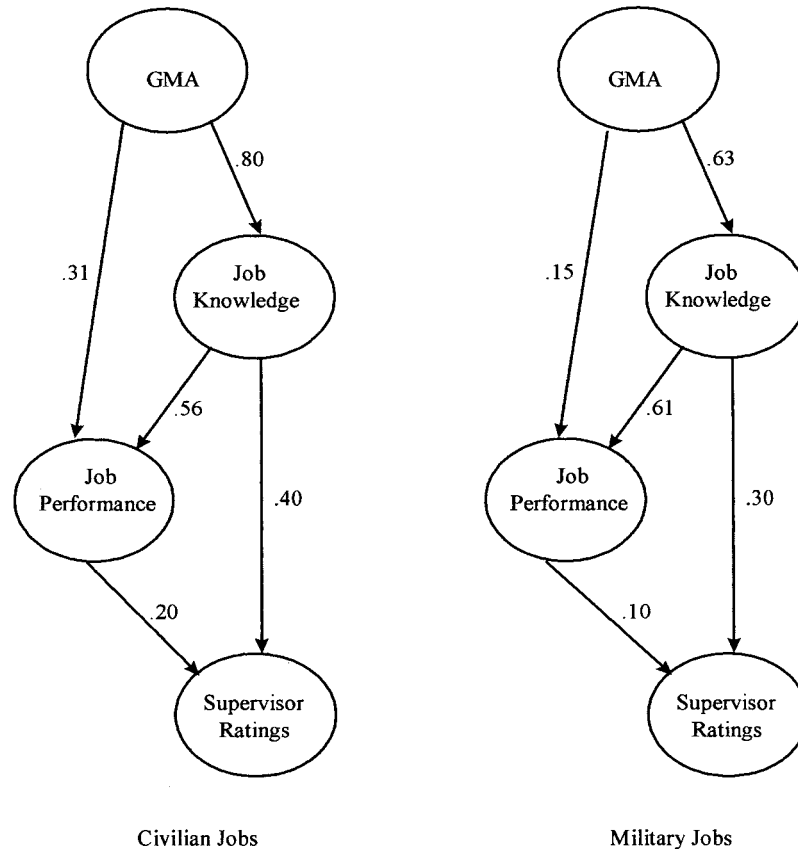 GMA
.80
.31
Job
Knowledge
.56
Job
Performance
.40
.20
Supervisor
Ratings
Civilian Jobs
GMA
.63
.15
Job
Knowledge
.61
Job
Performance
.30
.10
Supervisor
Ratings
Military Jobs